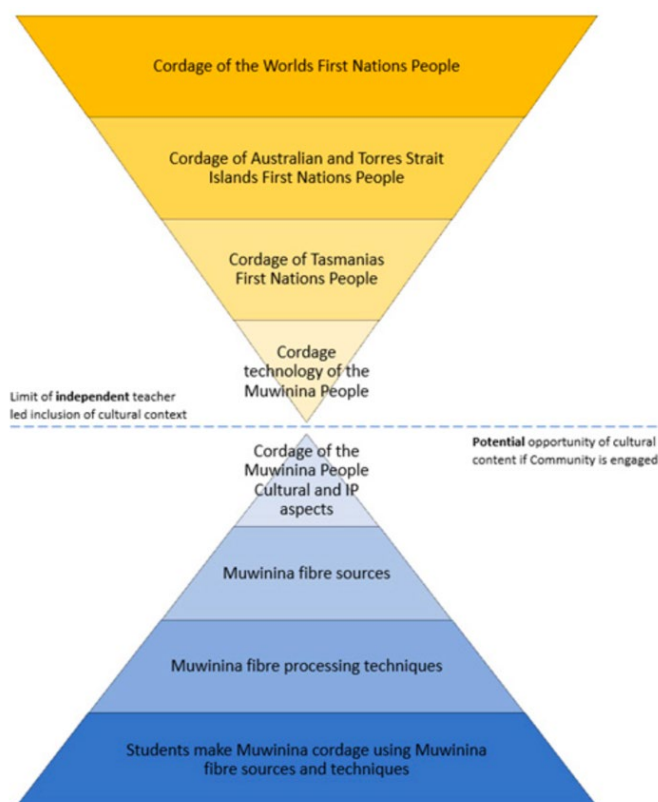 Cordage of the Worlds First Nations People
Cordage of Australian and Torres Strait
Islands First Nations People
Cordage of Tasmanias
First Nations People
Cordage
technology of the
Muwinina People
Limit of independent teacher
led inclusion of cultural context
Potential opportunity of cultural
content if Community is engaged
Cordage of the
Muwinina People
Cultural and IP
aspects
Muwinina fibre sources
Muwinina fibre processing techniques
Students make Muwinina cordage using Muwinina
fibre sources and techniques